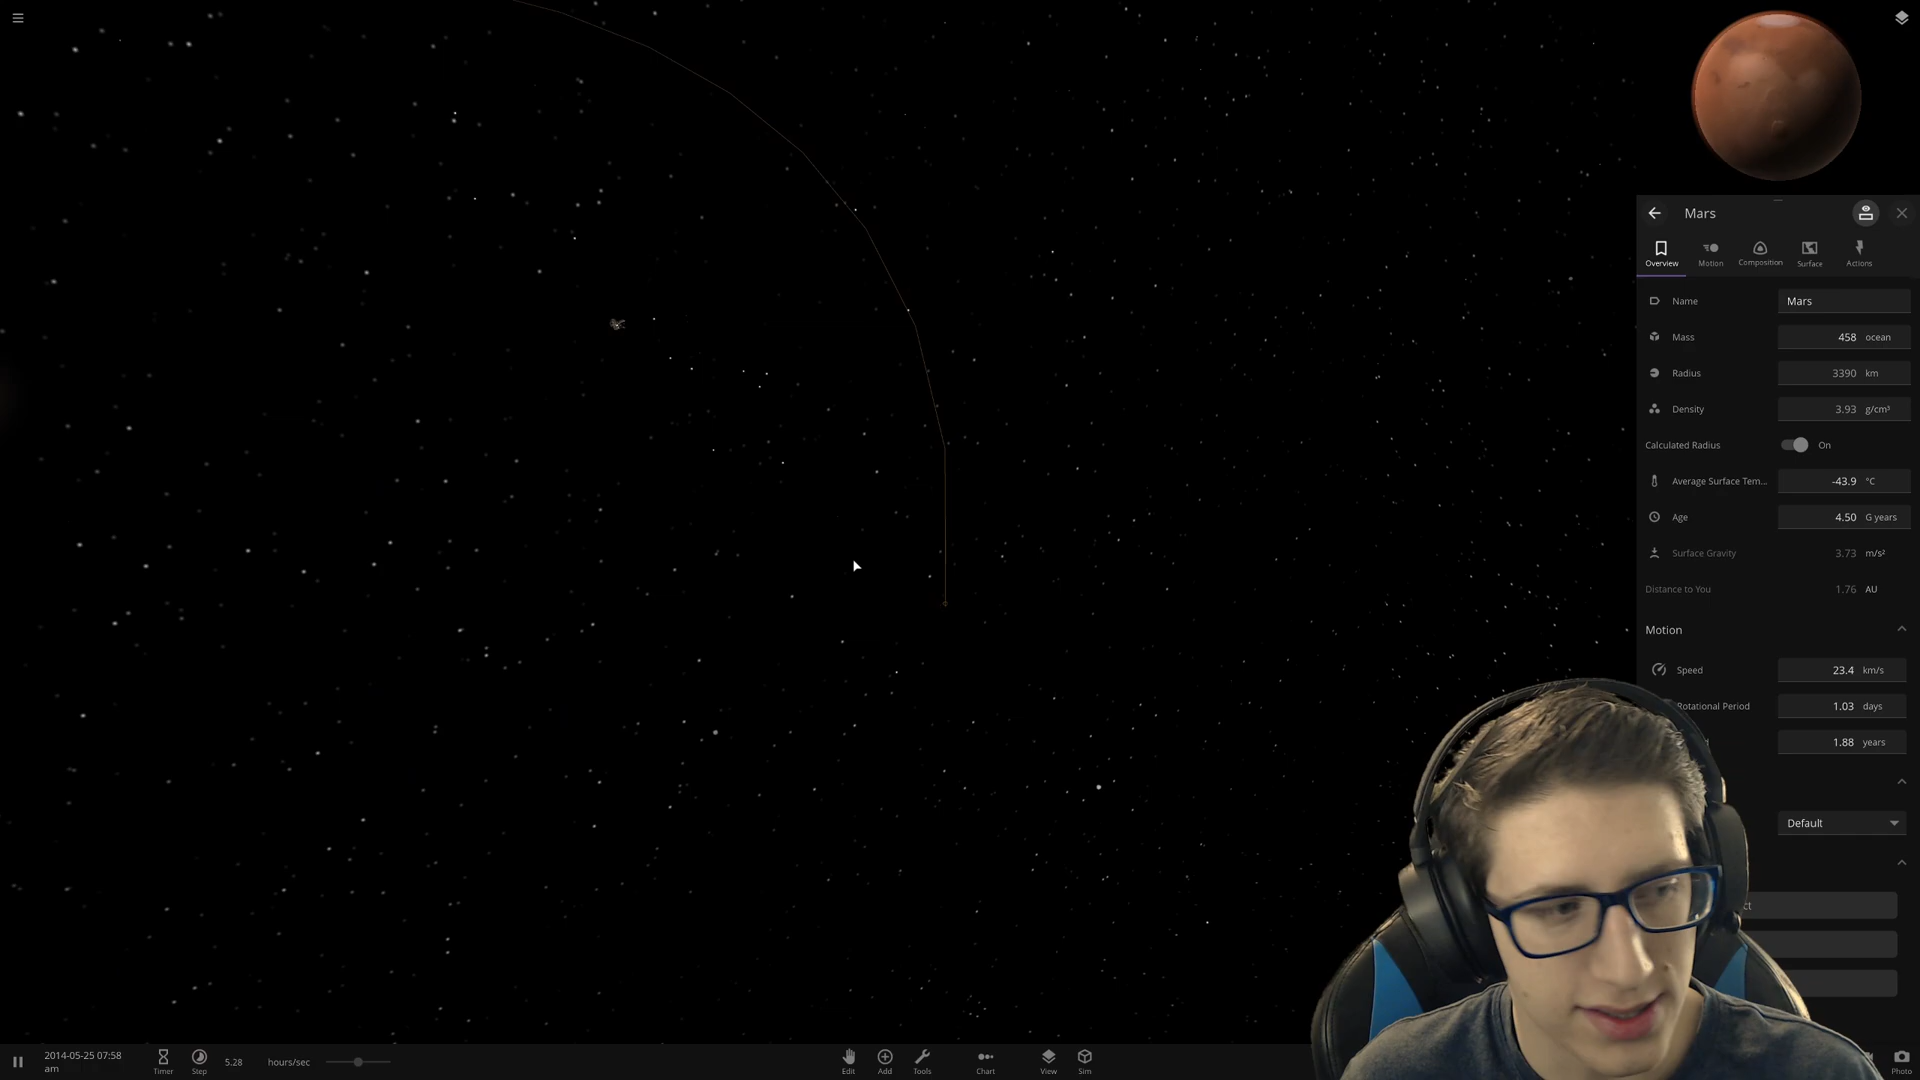 Mars
Overview
Motion
Composition
Surface
Actions
Name Mars
Mass 458 ocean
Radius 3390 km
Density 3.93 g/cm³
Calculated Radius On
Average Surface Tem... -43.9 °C
Age 4.50 G years
Surface Gravity 3.73 m/s²
Distance to You 1.76 AU
Motion
Speed 23.4 km/s
Rotational Period 1.03 days
1.88 years
Default
2014-05-25 07:58
am
Timer
Step
5.28 hours/sec
Edit
Add
Tools
Chart
View
Sim
Photo